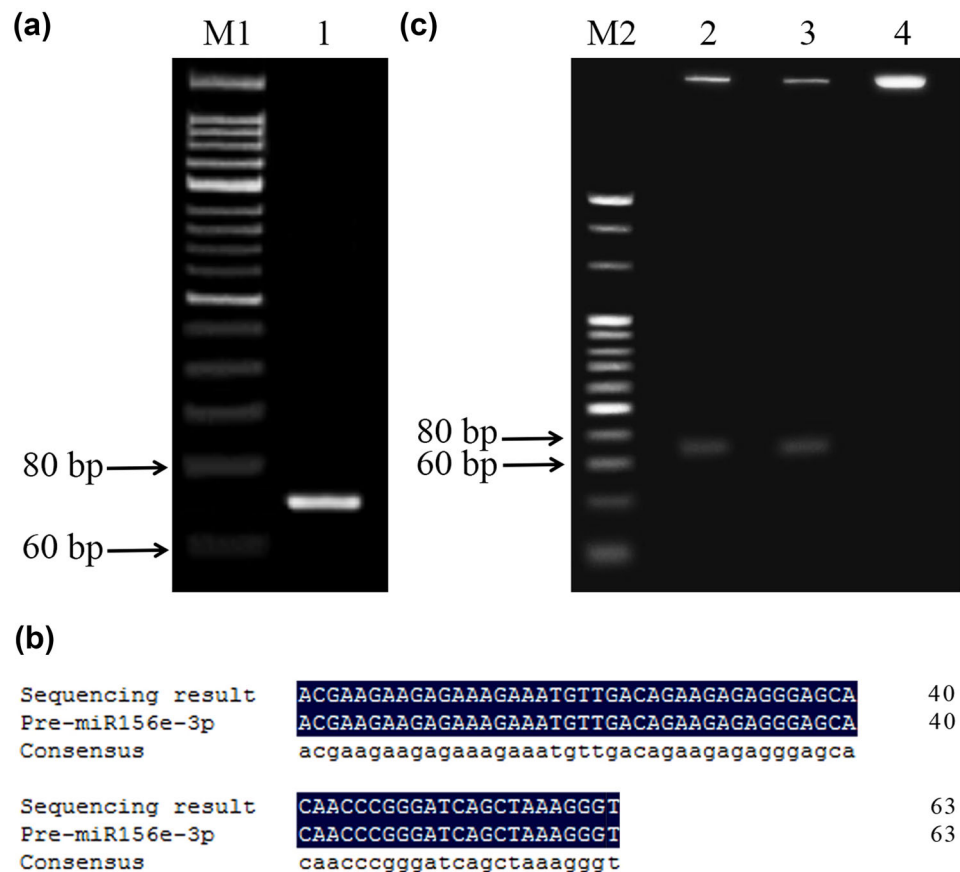 (a)
M1 1
80 bp
60 bp
(c)
M2 2 3 4
80 bp
60 bp
(b)
Sequencing result ACGAAGAAGAGAAAGAAATGTTGACAGAAGAGAGGGAGCA 40
Pre-miR156e-3p ACGAAGAAGAGAAAGAAATGTTGACAGAAGAGAGGGAGCA 40
Consensus acgaagaagagaaagaaatgttgacagaagagagggagca
Sequencing result CAACCCGGGATCAGCTAAAGGGT 63
Pre-miR156e-3p CAACCCGGGATCAGCTAAAGGGT 63
Consensus caacccgggatcagctaaagggt